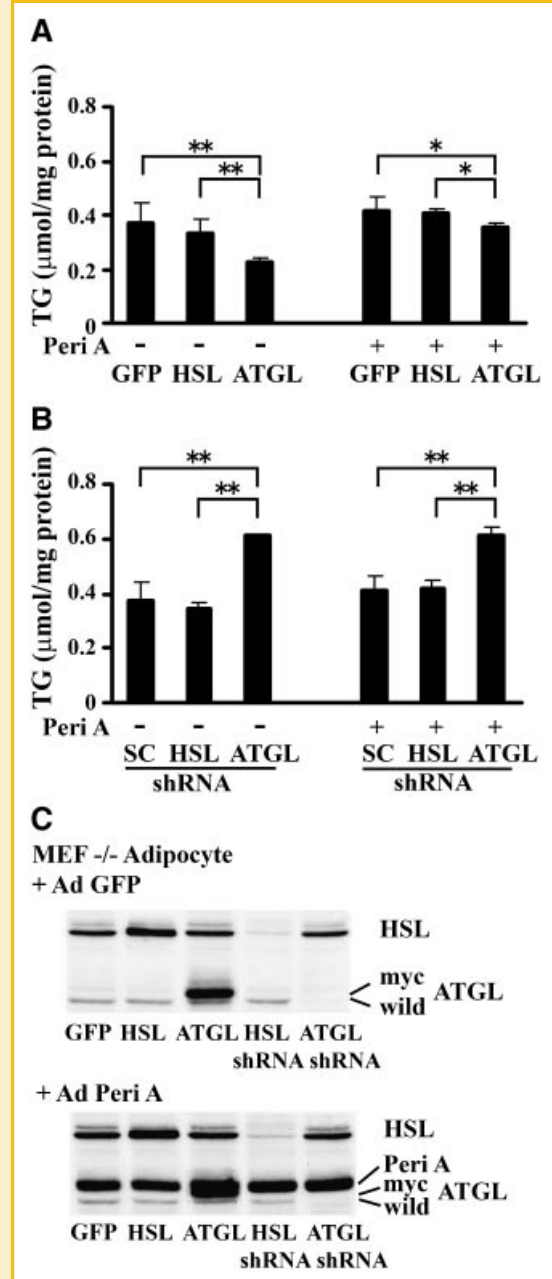 A
TG (μmol/mg protein)
0.8
0.6
0.4
0.2
0
** ** * *
Peri A - - - + + +
GFP HSL ATGL GFP HSL ATGL
B
TG (μmol/mg protein)
0.8
0.6
0.4
0.2
0
** ** ** **
Peri A - - - + + +
SC HSL ATGL SC HSL ATGL
shRNA shRNA
C
MEF -/- Adipocyte
+ Ad GFP
HSL
myc
wild ATGL
GFP HSL ATGL HSL ATGL
shRNA shRNA
+ Ad Peri A
HSL
Peri A
myc
wild ATGL
GFP HSL ATGL HSL ATGL
shRNA shRNA